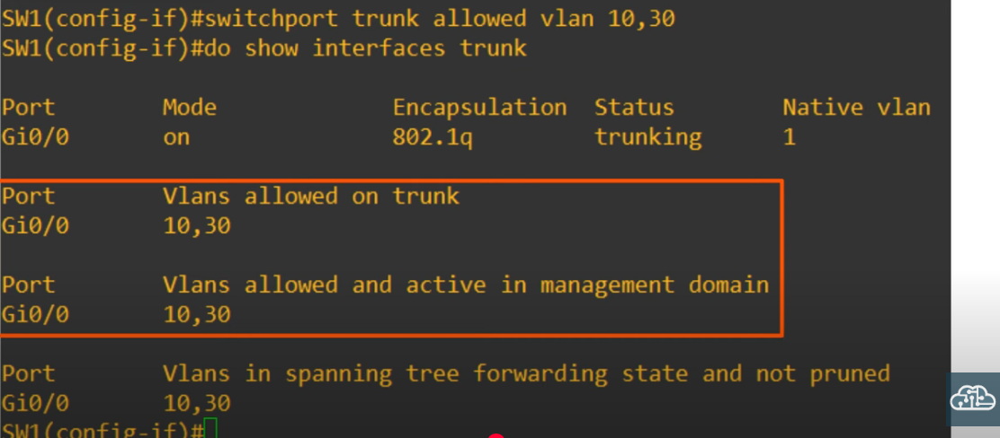 SW1(config-if)#switchport trunk allowed vlan 10,30
SW1(config-if)#do show interfaces trunk
Port Mode Encapsulation Status Native vlan
Gi0/0 on 802.1q trunking 1
Port Vlans allowed on trunk
Gi0/0 10,30
Port Vlans allowed and active in management domain
Gi0/0 10,30
Port Vlans in spanning tree forwarding state and not pruned
Gi0/0 10,30
SW1(config-if)#